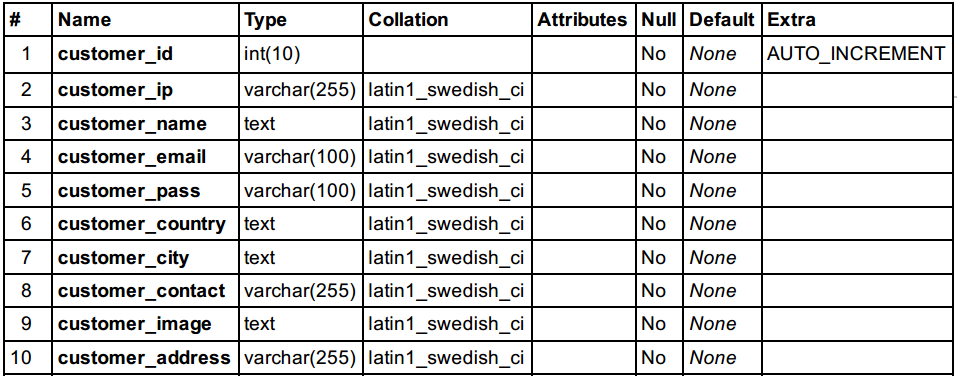 # Name Type Collation Attributes Null Default Extra
1 customer_id int(10) No None AUTO_INCREMENT
2 customer_ip varchar(255) latin1_swedish_ci No None
3 customer_name text latin1_swedish_ci No None
4 customer_email varchar(100) latin1_swedish_ci No None
5 customer_pass varchar(100) latin1_swedish_ci No None
6 customer_country text latin1_swedish_ci No None
7 customer_city text latin1_swedish_ci No None
8 customer_contact varchar(255) latin1_swedish_ci No None
9 customer_image text latin1_swedish_ci No None
10 customer_address varchar(255) latin1_swedish_ci No None